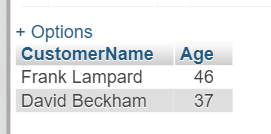 + Options
CustomerName Age
Frank Lampard 46
David Beckham 37